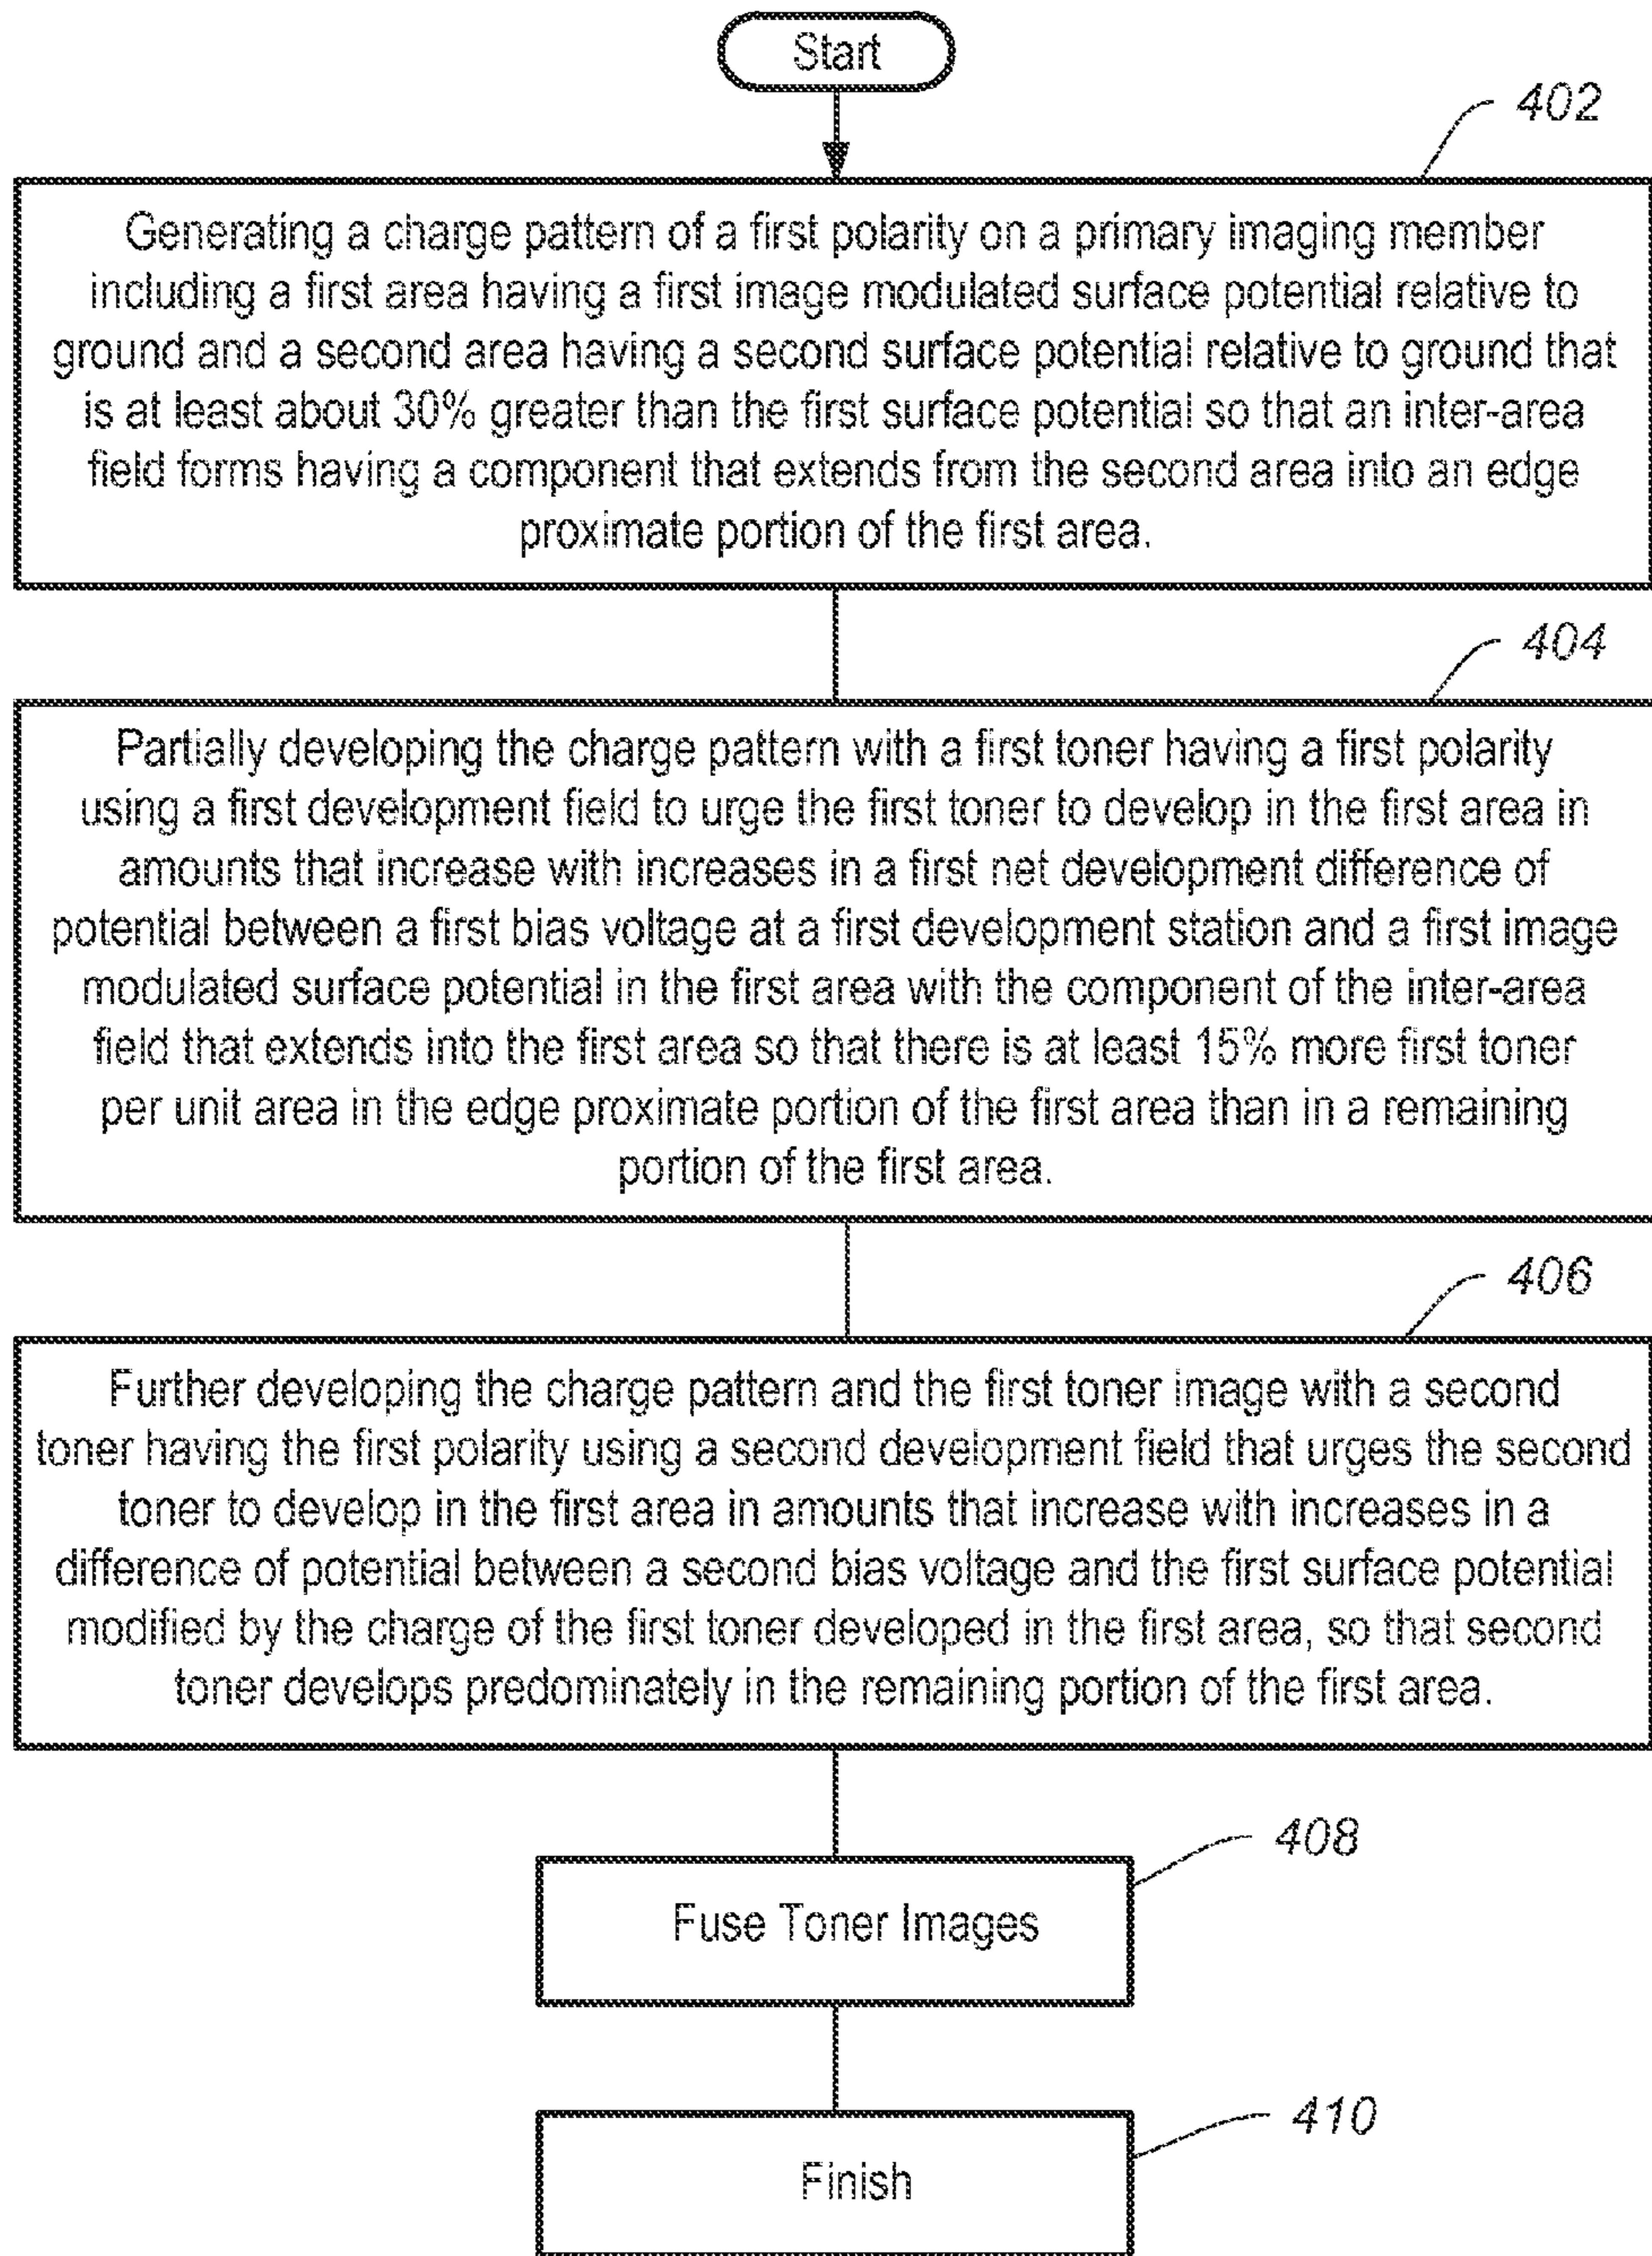 Start
402
Generating a charge pattern of a first polarity on a primary imaging member
including a first area having a first image modulated surface potential relative to
ground and a second area having a second surface potential relative to ground that
is at least about 30% greater than the first surface potential so that an inter-area
field forms having a component that extends from the second area into an edge
proximate portion of the first area.
404
Partially developing the charge pattern with a first toner having a first polarity
using a first development field to urge the first toner to develop in the first area in
amounts that increase with increases in a first net development difference of
potential between a first bias voltage at a first development station and a first image
modulated surface potential in the first area with the component of the inter-area
field that extends into the first area so that there is at least 15% more first toner
per unit area in the edge proximate portion of the first area than in a remaining
portion of the first area.
406
Further developing the charge pattern and the first toner image with a second
toner having the first polarity using a second development field that urges the second
toner to develop in the first area in amounts that increase with increases in a
difference of potential between a second bias voltage and the first surface potential
modified by the charge of the first toner developed in the first area, so that second
toner develops predominately in the remaining portion of the first area.
408
Fuse Toner Images
410
Finish